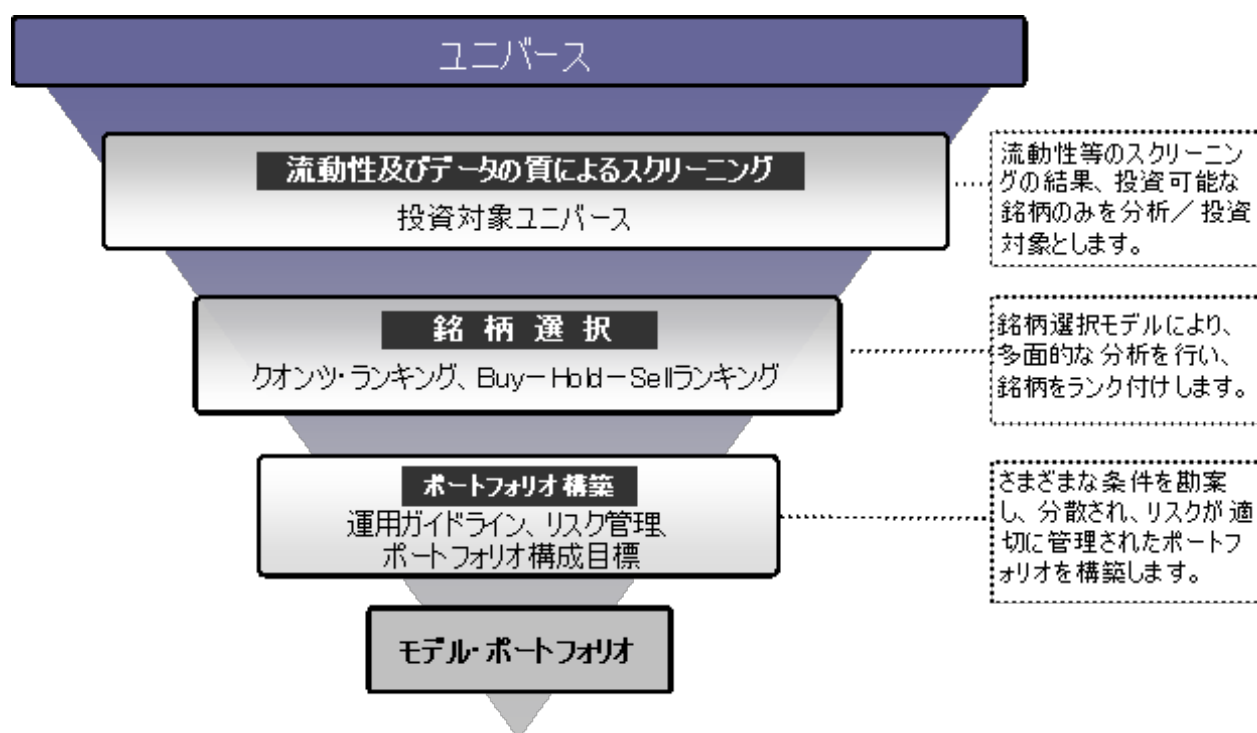 ユニバース
流動性及びデータの質によるスクリーニング
投資対象ユニバース
流動性等のスクリーニン
グの結果、投資可能な
銘柄のみを分析／投資
対象とします。
銘柄選択
クオンツ・ランキング、Buy－Hold－Sellランキング
銘柄選択モデルにより、
多面的な分析を行い、
銘柄をランク付けします。
ポートフォリオ構築
運用ガイドライン、リスク管理、
ポートフォリオ構成目標
さまざまな条件を勘案
し、分散され、リスクが適
切に管理されたポートフ
ォリオを構築します。
モデル・ポートフォリオ